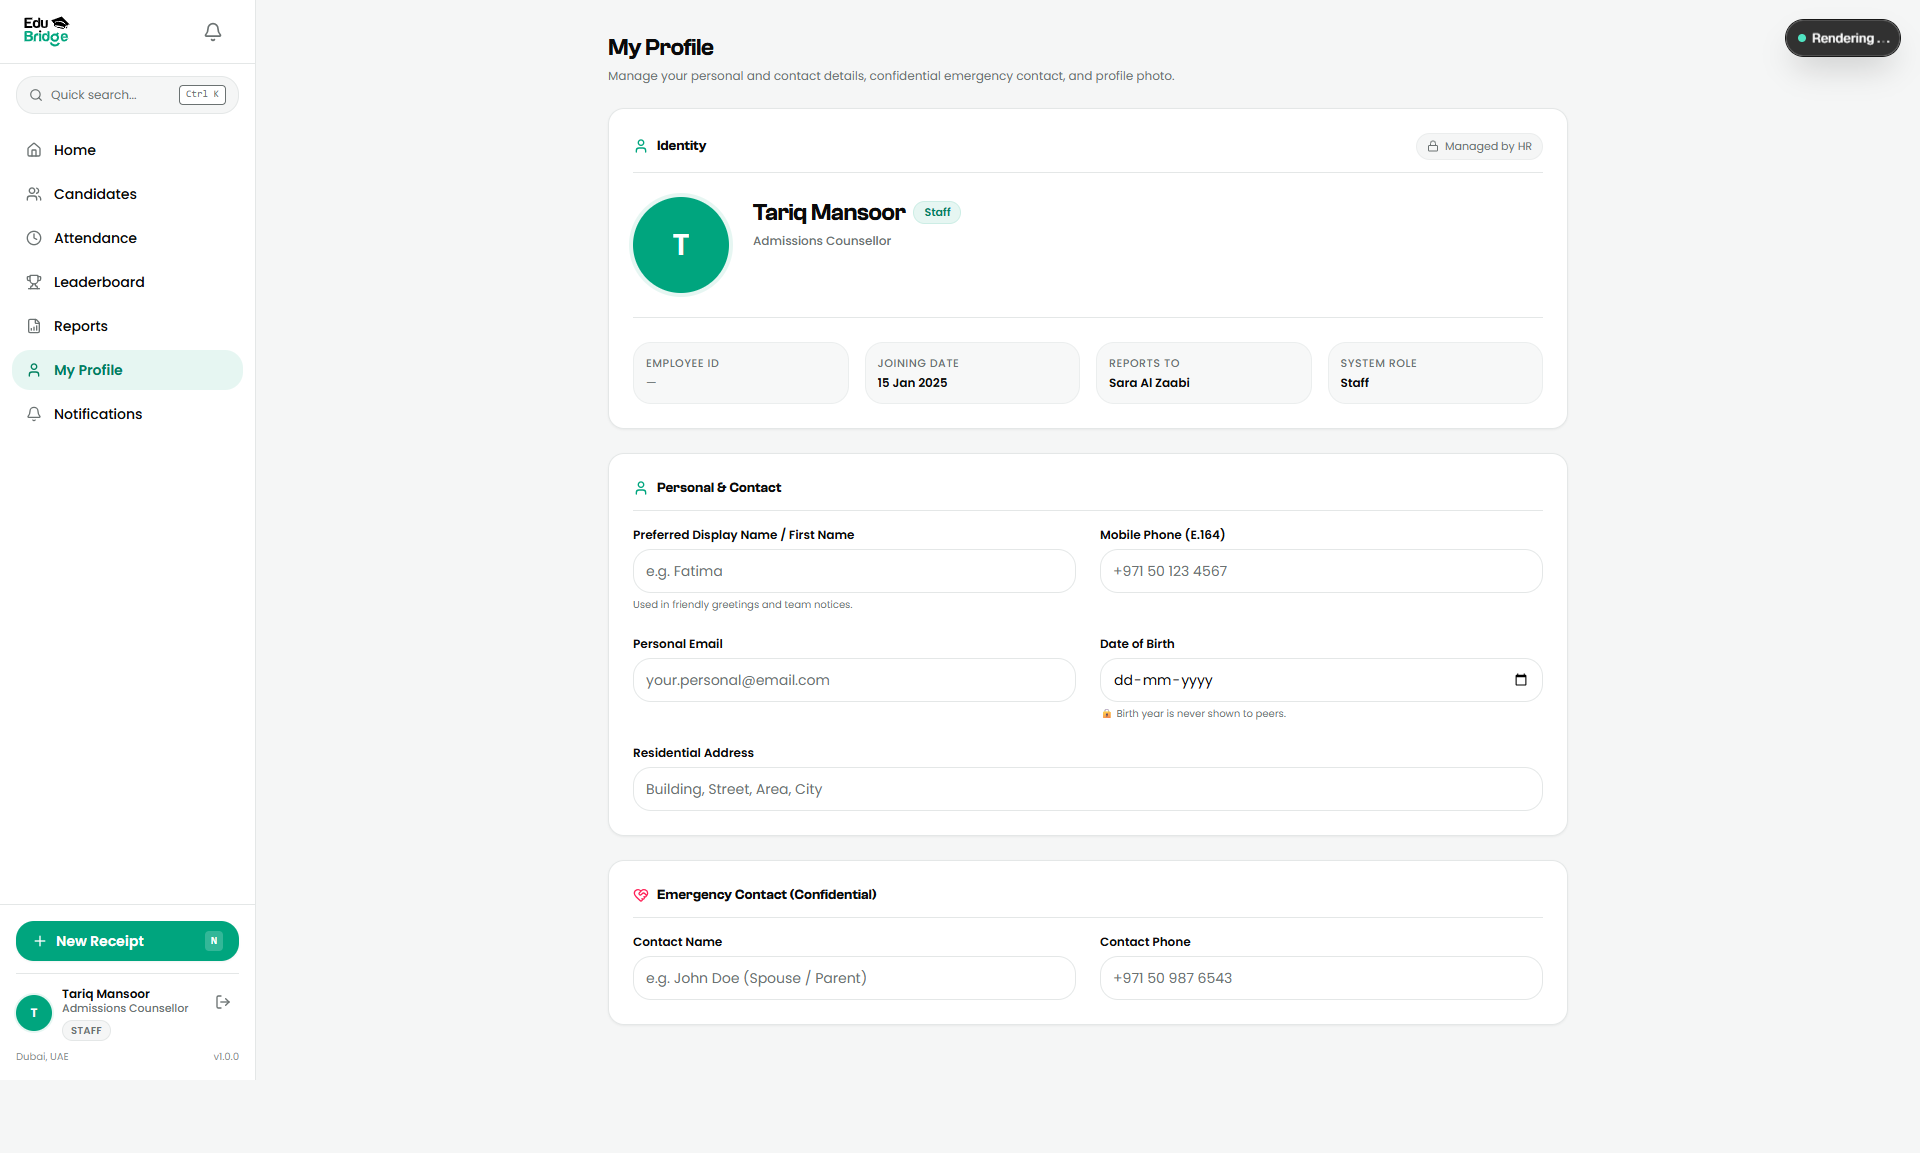 Edu
Bridge
Quick search...
Ctrl K
Home
Candidates
Attendance
Leaderboard
Reports
My Profile
Notifications
New Receipt
N
T
Tariq Mansoor
Admissions Counsellor
STAFF
Dubai, UAE
v1.0.0
My Profile
Manage your personal and contact details, confidential emergency contact, and profile photo.
Rendering...
Identity
Managed by HR
T
Tariq Mansoor
Staff
Admissions Counsellor
EMPLOYEE ID
—
JOINING DATE
15 Jan 2025
REPORTS TO
Sara Al Zaabi
SYSTEM ROLE
Staff
Personal & Contact
Preferred Display Name / First Name
e.g. Fatima
Used in friendly greetings and team notices.
Mobile Phone (E.164)
+971 50 123 4567
Personal Email
your.personal@email.com
Date of Birth
dd-mm-yyyy
🔒 Birth year is never shown to peers.
Residential Address
Building, Street, Area, City
Emergency Contact (Confidential)
Contact Name
e.g. John Doe (Spouse / Parent)
Contact Phone
+971 50 987 6543